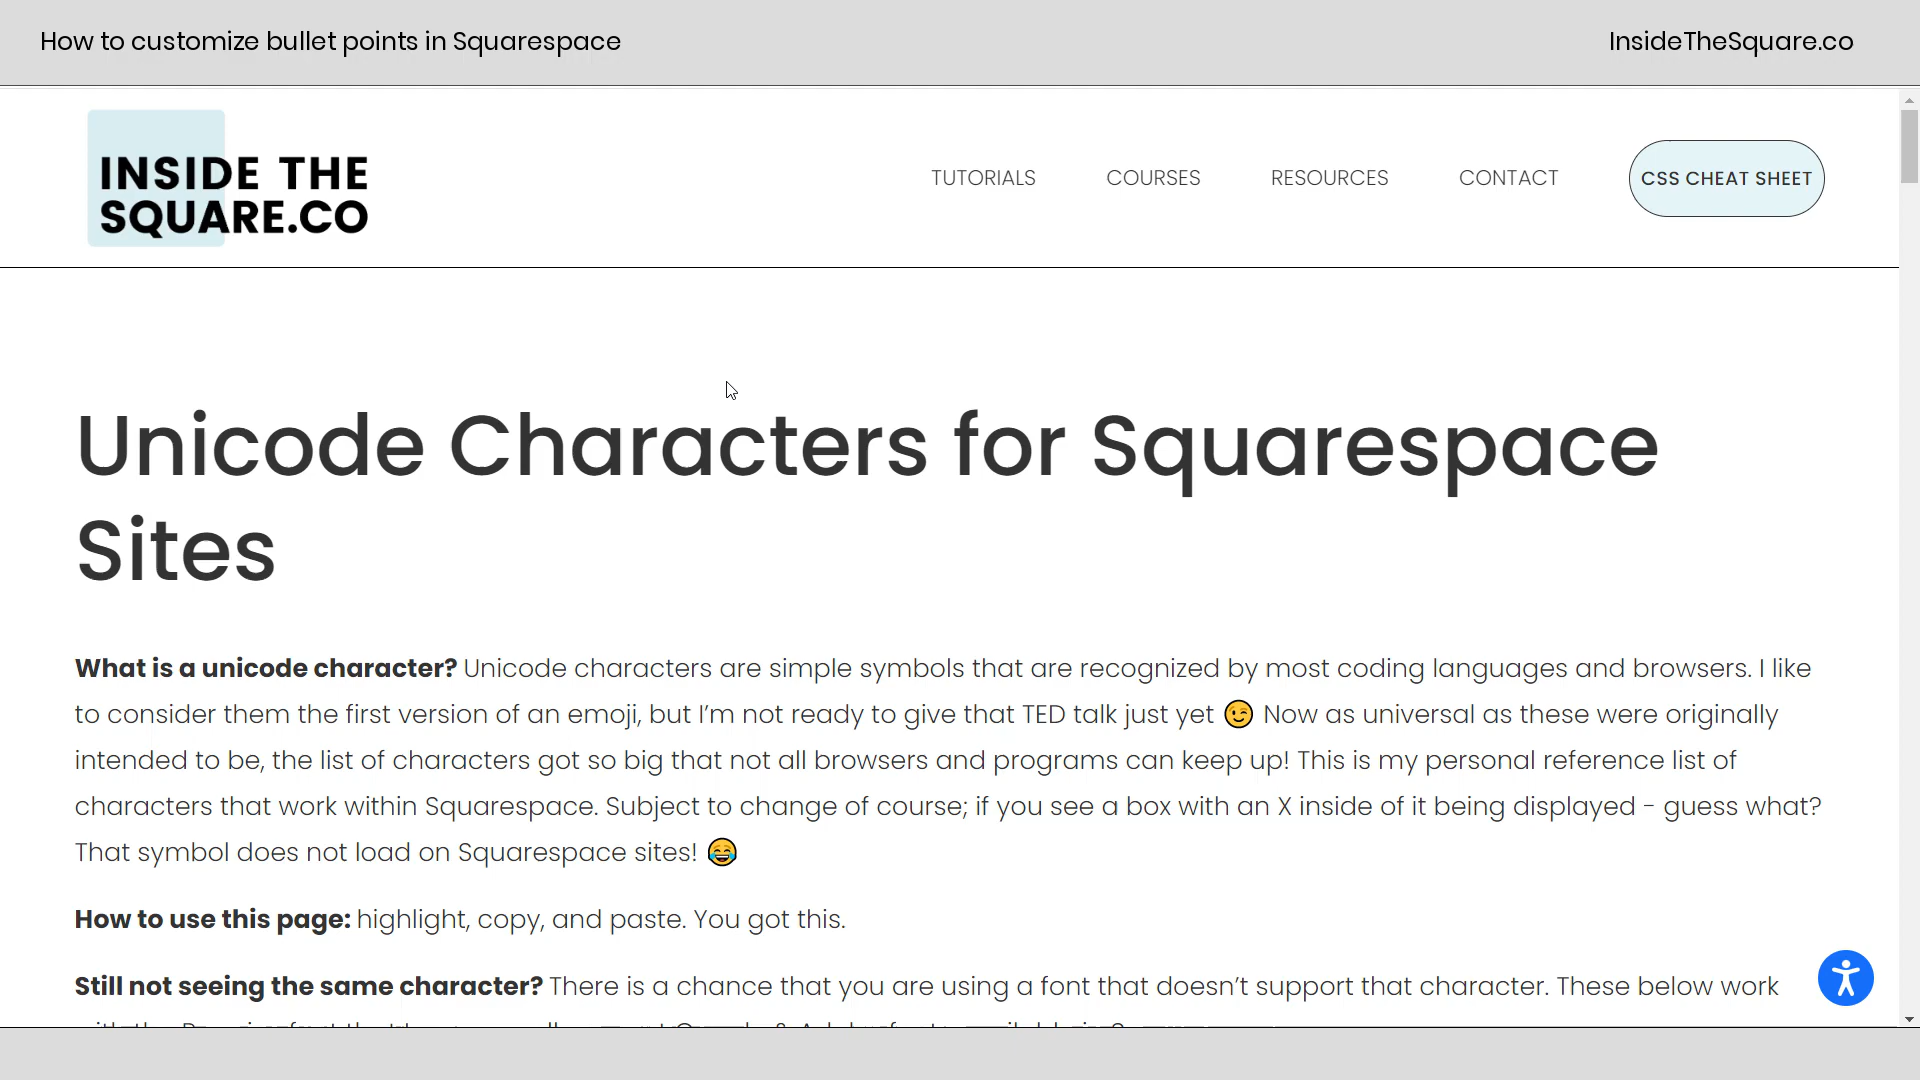 How to customize bullet points in Squarespace
InsideTheSquare.co
INSIDE THE
SQUARE.CO
TUTORIALS
COURSES
RESOURCES
CONTACT
CSS CHEAT SHEET
Unicode Characters for Squarespace
Sites
What is a unicode character? Unicode characters are simple symbols that are recognized by most coding languages and browsers. I like
to consider them the first version of an emoji, but I’m not ready to give that TED talk just yet 😉 Now as universal as these were originally
intended to be, the list of characters got so big that not all browsers and programs can keep up! This is my personal reference list of
characters that work within Squarespace. Subject to change of course; if you see a box with an X inside of it being displayed - guess what?
That symbol does not load on Squarespace sites! 😂
How to use this page: highlight, copy, and paste. You got this.
Still not seeing the same character? There is a chance that you are using a font that doesn’t support that character. These below work